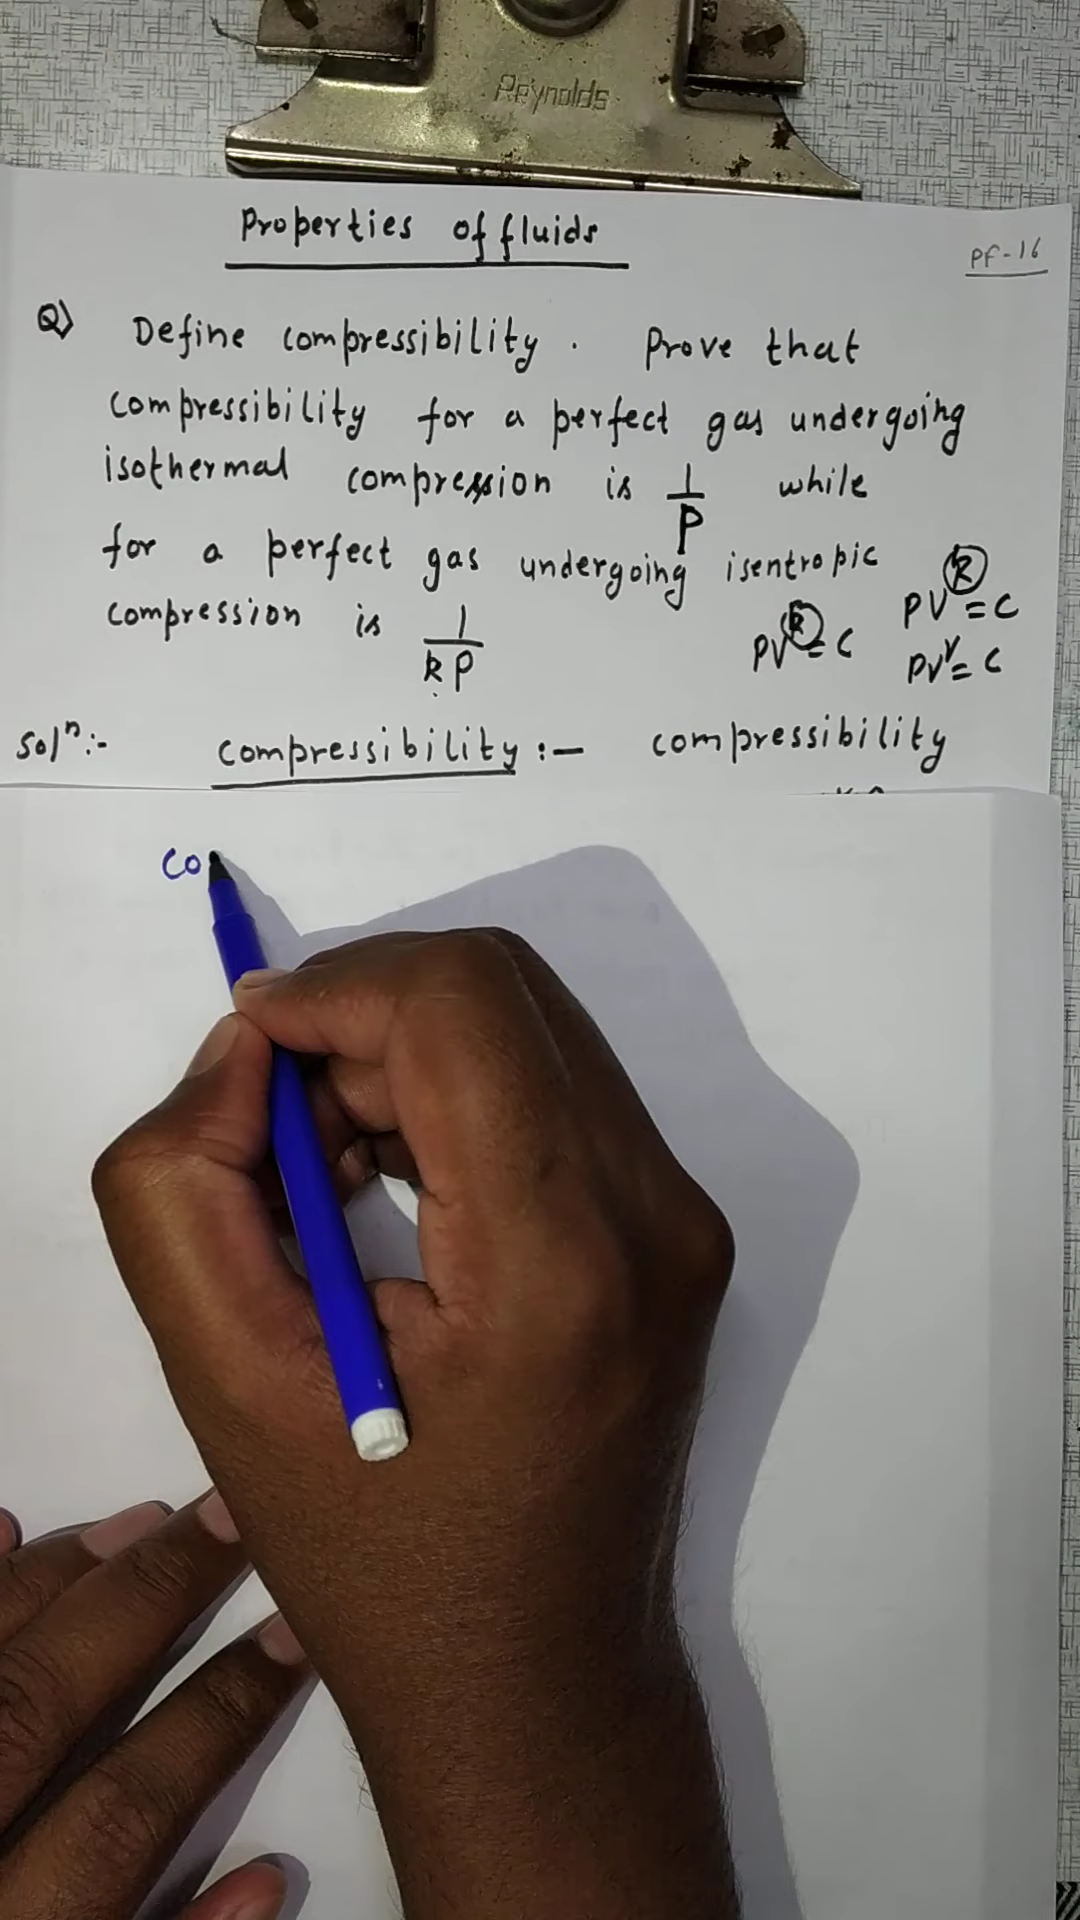 Reynolds
Properties of fluids
PF-16
Q) Define compressibility. Prove that
compressibility for a perfect gas undergoing
isothermal compression is 1/P while
for a perfect gas undergoing isentropic
compression is 1/kP
PV^k = C
PV^k = C
PV^γ = C
Solⁿ:- compressibility :- compressibility
co